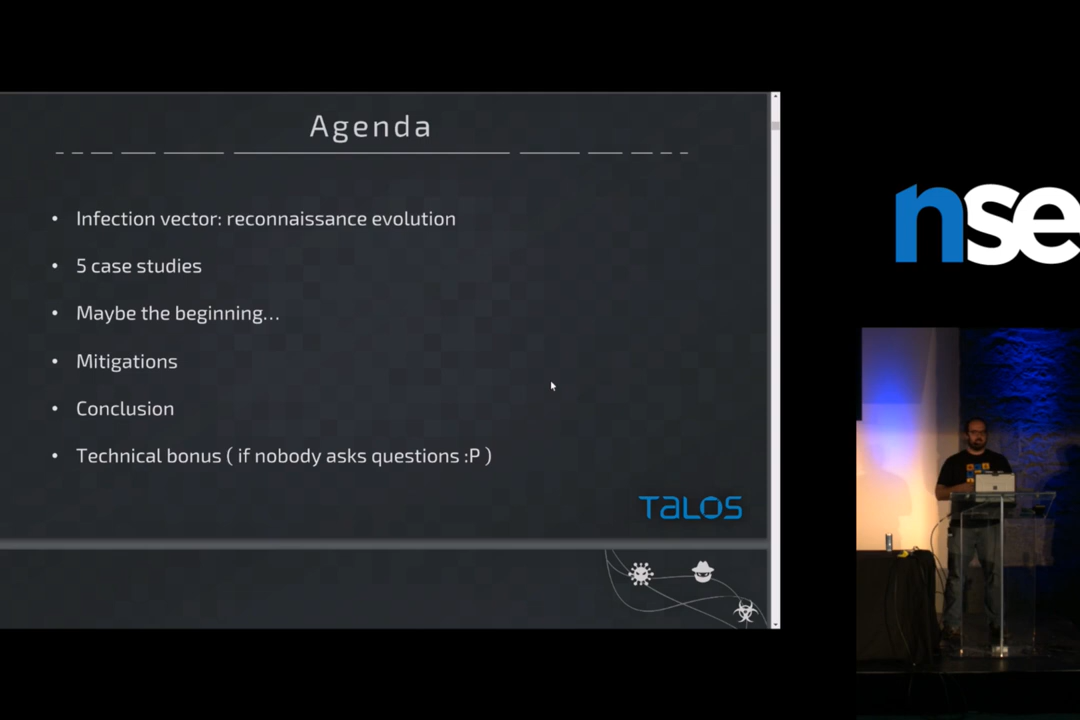 Agenda
• Infection vector: reconnaissance evolution
• 5 case studies
• Maybe the beginning...
• Mitigations
• Conclusion
• Technical bonus ( if nobody asks questions :P )
TALOS
nse